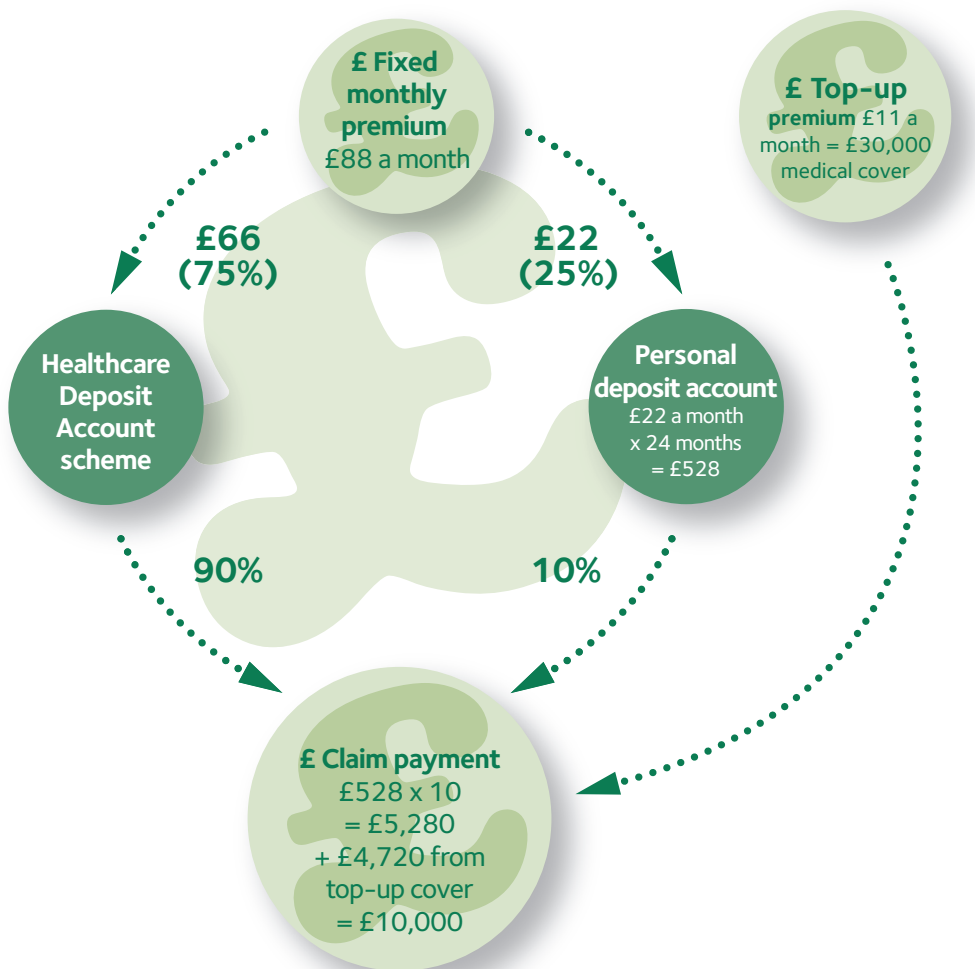 £ Fixed
monthly
premium
£88 a month
£ Top-up
premium £11 a
month = £30,000
medical cover
£66
(75%)
£22
(25%)
Healthcare
Deposit
Account
scheme
Personal
deposit account
£22 a month
x 24 months
= £528
90%
10%
£ Claim payment
£528 x 10
= £5,280
+ £4,720 from
top-up cover
= £10,000